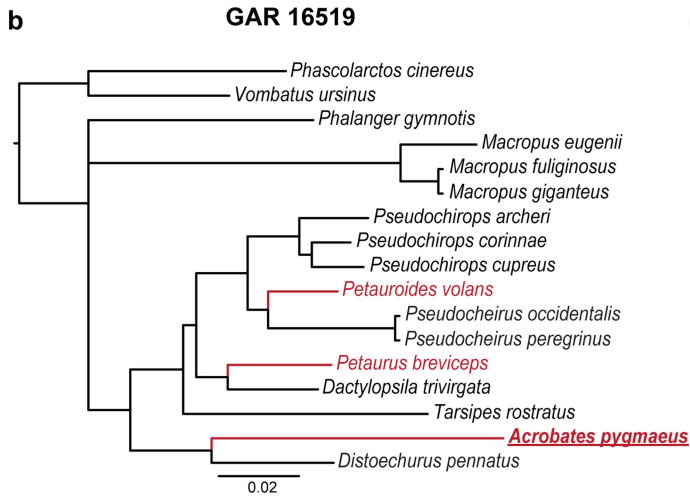 b
GAR 16519
Phascolarctos cinereus
Vombatus ursinus
Phalanger gymnotis
Macropus eugenii
Macropus fuliginosus
Macropus giganteus
Pseudochirops archeri
Pseudochirops corinnae
Pseudochirops cupreus
Petauroides volans
Pseudocheirus occidentalis
Pseudocheirus peregrinus
Petaurus breviceps
Dactylopsila trivirgata
Tarsipes rostratus
Acrobates pygmaeus
Distoechurus pennatus
0.02